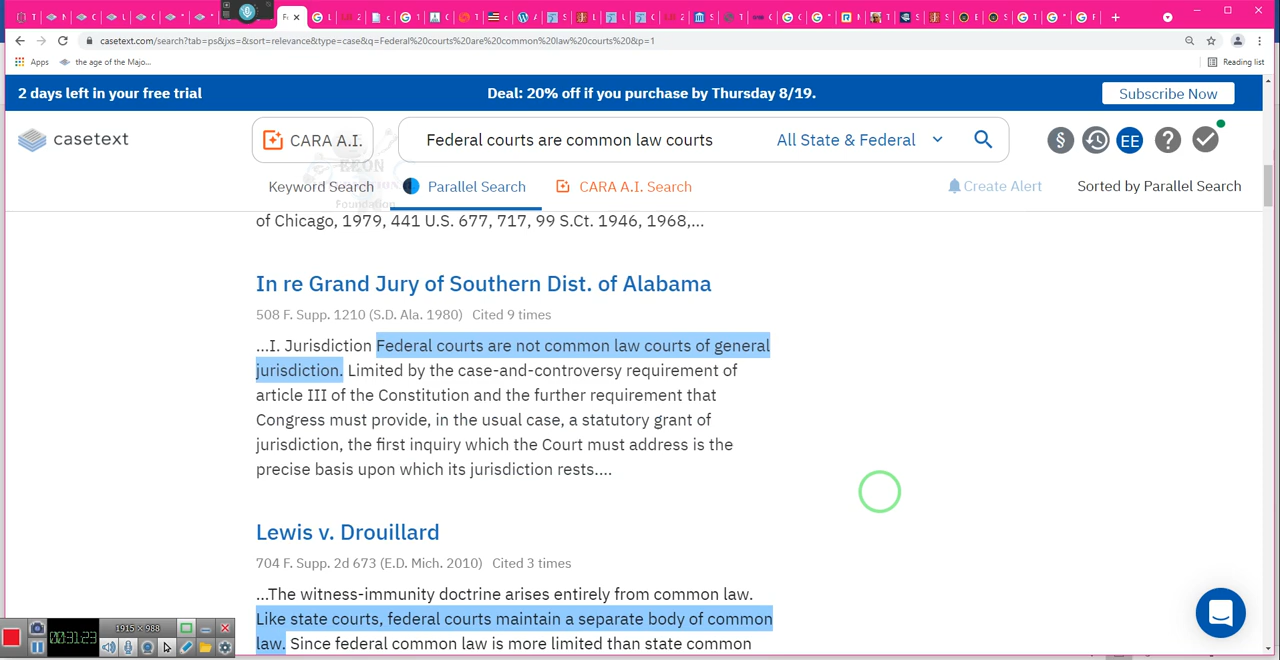 casetext.com/search?tab=ps&jxs=&sort=relevance&type=case&q=Federal%20courts%20are%20common%20law%20courts%20&p=1
Apps the age of the Majo... Reading list
2 days left in your free trial Deal: 20% off if you purchase by Thursday 8/19. Subscribe Now
casetext CARA A.I. Federal courts are common law courts All State & Federal § EE ?
Keyword Search Parallel Search CARA A.I. Search Create Alert Sorted by Parallel Search
Foundation
of Chicago, 1979, 441 U.S. 677, 717, 99 S.Ct. 1946, 1968,...
In re Grand Jury of Southern Dist. of Alabama
508 F. Supp. 1210 (S.D. Ala. 1980) Cited 9 times
...I. Jurisdiction Federal courts are not common law courts of general
jurisdiction. Limited by the case-and-controversy requirement of
article III of the Constitution and the further requirement that
Congress must provide, in the usual case, a statutory grant of
jurisdiction, the first inquiry which the Court must address is the
precise basis upon which its jurisdiction rests....
Lewis v. Drouillard
704 F. Supp. 2d 673 (E.D. Mich. 2010) Cited 3 times
...The witness-immunity doctrine arises entirely from common law.
Like state courts, federal courts maintain a separate body of common
law. Since federal common law is more limited than state common
00:31:23 1915 x 988